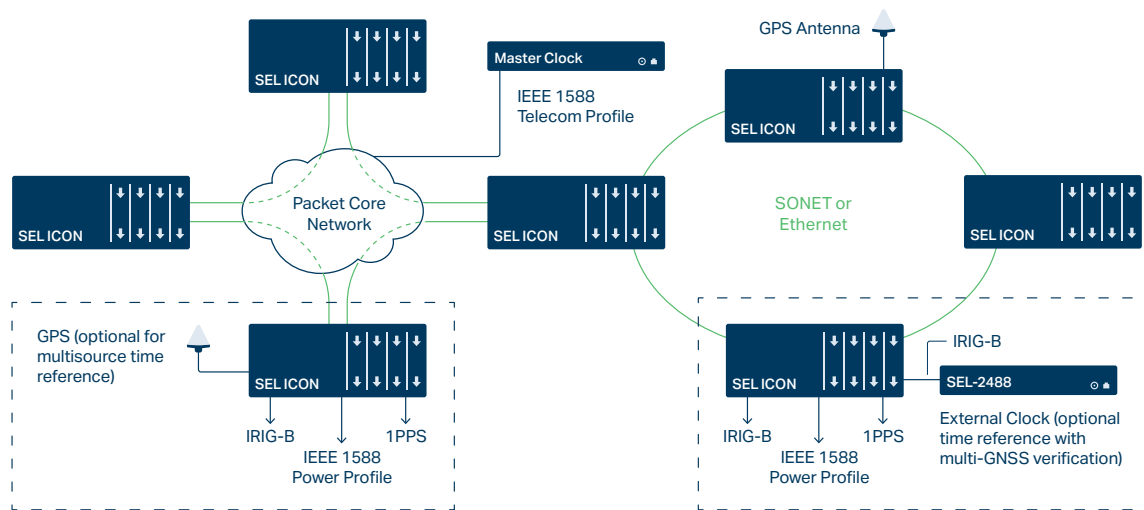 SEL ICON
Master Clock
IEEE 1588
Telecom Profile
GPS Antenna
SEL ICON
SEL ICON
Packet Core
Network
SEL ICON
SONET or
Ethernet
SEL ICON
GPS (optional for
multisource time
reference)
SEL ICON
IRIG-B
1PPS
IEEE 1588
Power Profile
SEL ICON
IRIG-B
SEL-2488
External Clock (optional
time reference with
multi-GNSS verification)
IRIG-B
1PPS
IEEE 1588
Power Profile